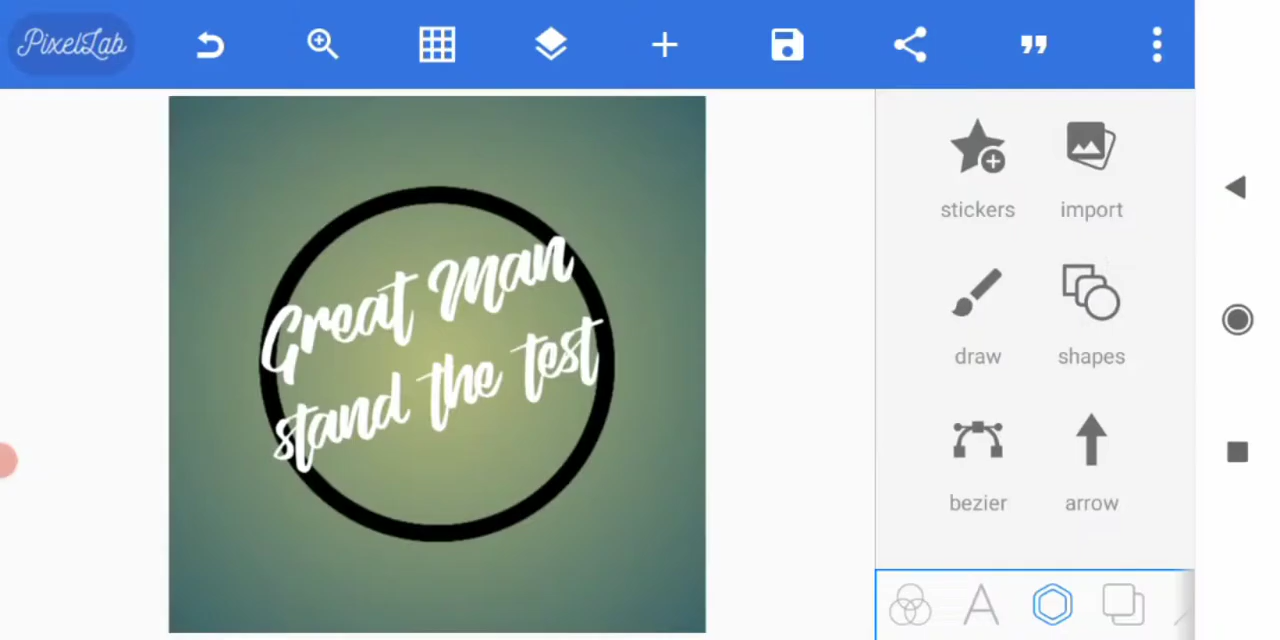 PixelLab
Great Man
stand the test
stickers import
draw shapes
bezier arrow